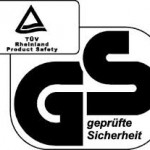 TÜV
Rheinland
Product Safety
GS
geprüfte
Sicherheit